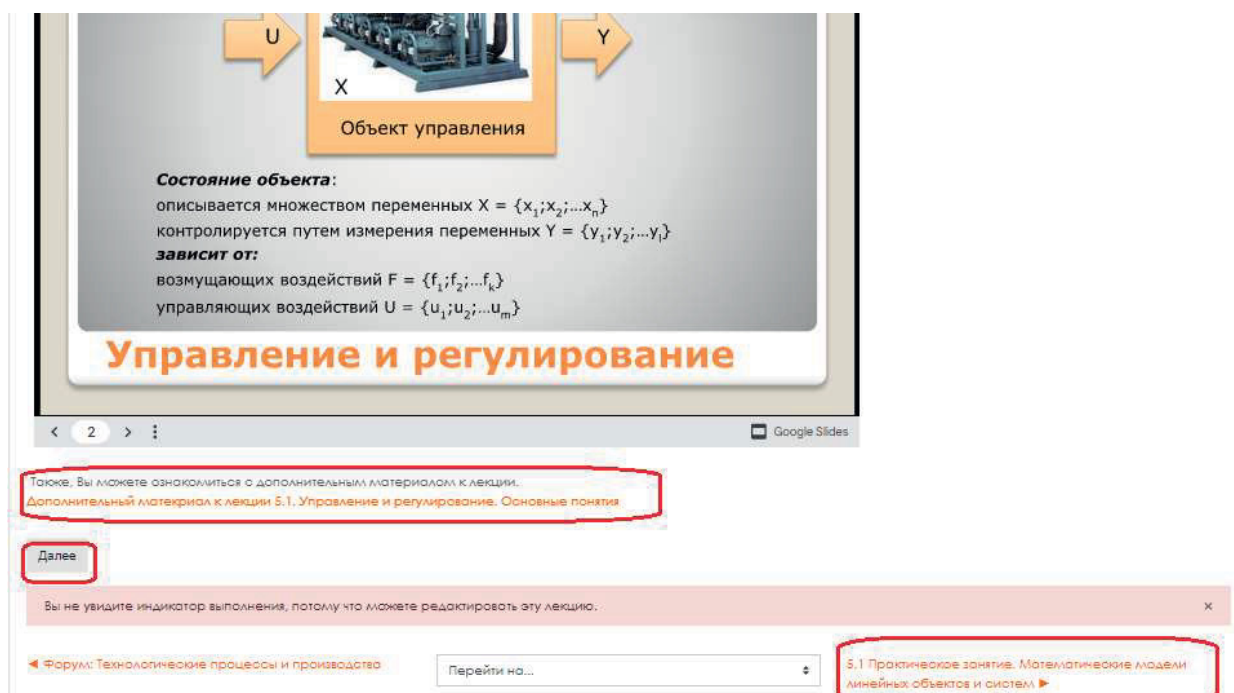 U
Y
X
Объект управления
Состояние объекта:
описывается множеством переменных X = {x₁;x₂;...xₙ}
контролируется путем измерения переменных Y = {y₁;y₂;...yₗ}
зависит от:
возмущающих воздействий F = {f₁;f₂;...fₖ}
управляющих воздействий U = {u₁;u₂;...uₘ}
Управление и регулирование
2
Google Slides
Также, Вы можете ознакомиться с дополнительным материалом к лекции.
Дополнительный матекриал к лекции 5.1. Управление и регулирование. Основные понятия
Далее
Вы не увидите индикатор выполнения, потому что можете редактировать эту лекцию. ×
◄ Форум: Технологические процессы и производства
Перейти на...
5.1 Практическое занятие. Математические модели
линейных объектов и систем ►